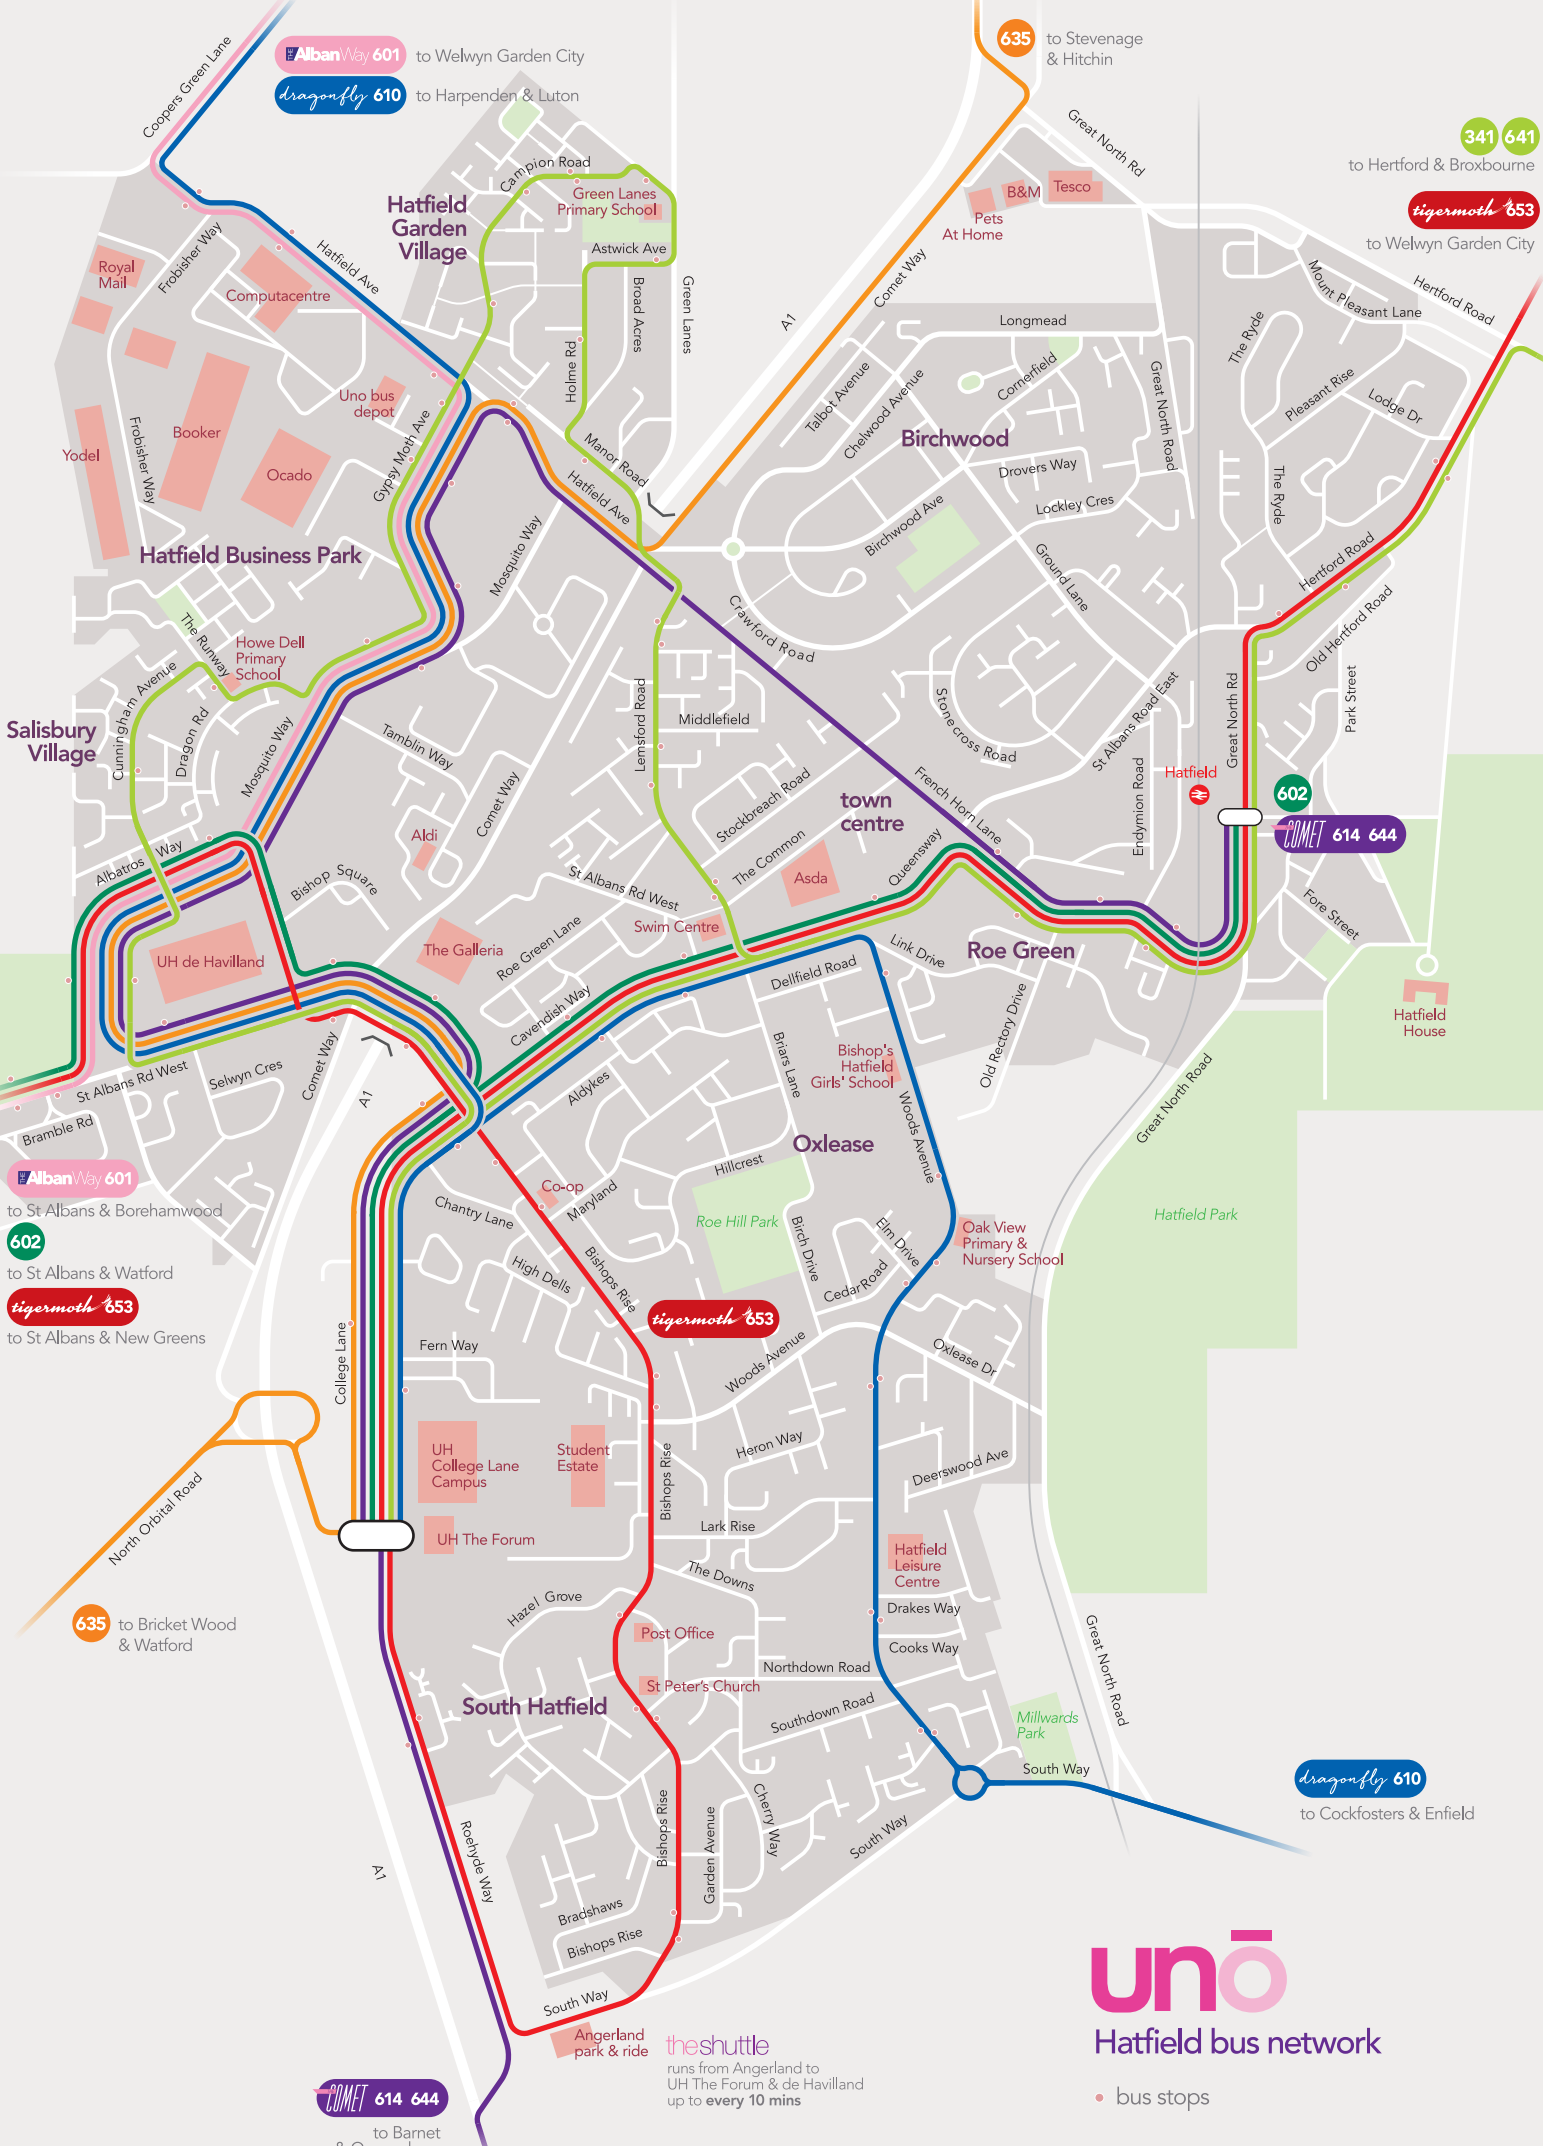 THE AlbanWay 601
to Welwyn Garden City
dragonfly 610
to Harpenden & Luton
635
to Stevenage
& Hitchin
341 641
to Hertford & Broxbourne
tigermoth 653
to Welwyn Garden City
Coopers Green Lane
Great North Rd
Campion Road
Green Lanes
Primary School
Astwick Ave
Hatfield
Garden
Village
Royal
Mail
Frobisher Way
Hatfield Ave
Computacentre
Broad Acres
Green Lanes
Holme Rd
A1
Comet Way
Pets
At Home
B&M
Tesco
Mount Pleasant Lane
Hertford Road
Longmead
The Ryde
Pleasant Rise
Lodge Dr
Talbot Avenue
Chelwood Avenue
Cornerfield
Great North Road
Uno bus
depot
Gypsy Moth Ave
Booker
Yodel
Frobisher Way
Ocado
Manor Road
Hatfield Ave
Birchwood
Drovers Way
Lockley Cres
Birchwood Ave
The Ryde
Hatfield Business Park
Mosquito Way
Ground Lane
Hertford Road
Old Hertford Road
Crawford Road
The Runway
Howe Dell
Primary
School
Cunningham Avenue
Dragon Rd
Salisbury
Village
Mosquito Way
Tamblin Way
Lemsford Road
Middlefield
Stonecross Road
St Albans Road East
Great North Rd
Park Street
Hatfield
602
COMET 614 644
Comet Way
Stockbreach Road
town
centre
French Horn Lane
Endymion Road
Aldi
The Common
Asda
Queensway
Albatros Way
Bishop Square
St Albans Rd West
Swim Centre
Fore Street
UH de Havilland
The Galleria
Roe Green Lane
Link Drive
Roe Green
Dellfield Road
Cavendish Way
Old Rectory Drive
Hatfield
House
St Albans Rd West
Selwyn Cres
Comet Way
A1
Briars Lane
Bishop's
Hatfield
Girls' School
Great North Road
Bramble Rd
Aldykes
Woods Avenue
Oxlease
THE AlbanWay 601
to St Albans & Borehamwood
602
to St Albans & Watford
tigermoth 653
to St Albans & New Greens
Hillcrest
Co-op
Maryland
Chantry Lane
Roe Hill Park
Birch Drive
Elm Drive
Hatfield Park
Oak View
Primary &
Nursery School
High Dells
Bishops Rise
Cedar Road
tigermoth 653
College Lane
Fern Way
Woods Avenue
Oxlease Dr
UH
College Lane
Campus
Student
Estate
Bishops Rise
Heron Way
Deerswood Ave
North Orbital Road
UH The Forum
Lark Rise
Hatfield
Leisure
Centre
The Downs
Hazel Grove
Drakes Way
635
to Bricket Wood
& Watford
Post Office
Cooks Way
Great North Road
Northdown Road
St Peter's Church
South Hatfield
Southdown Road
Millwards
Park
South Way
dragonfly 610
to Cockfosters & Enfield
Cherry Way
Bishops Rise
Garden Avenue
South Way
A1
Roehyde Way
Bradshaws
Bishops Rise
South Way
Angerland
park & ride
theshuttle
runs from Angerland to
UH The Forum & de Havilland
up to every 10 mins
unō
Hatfield bus network
bus stops
COMET 614 644
to Barnet